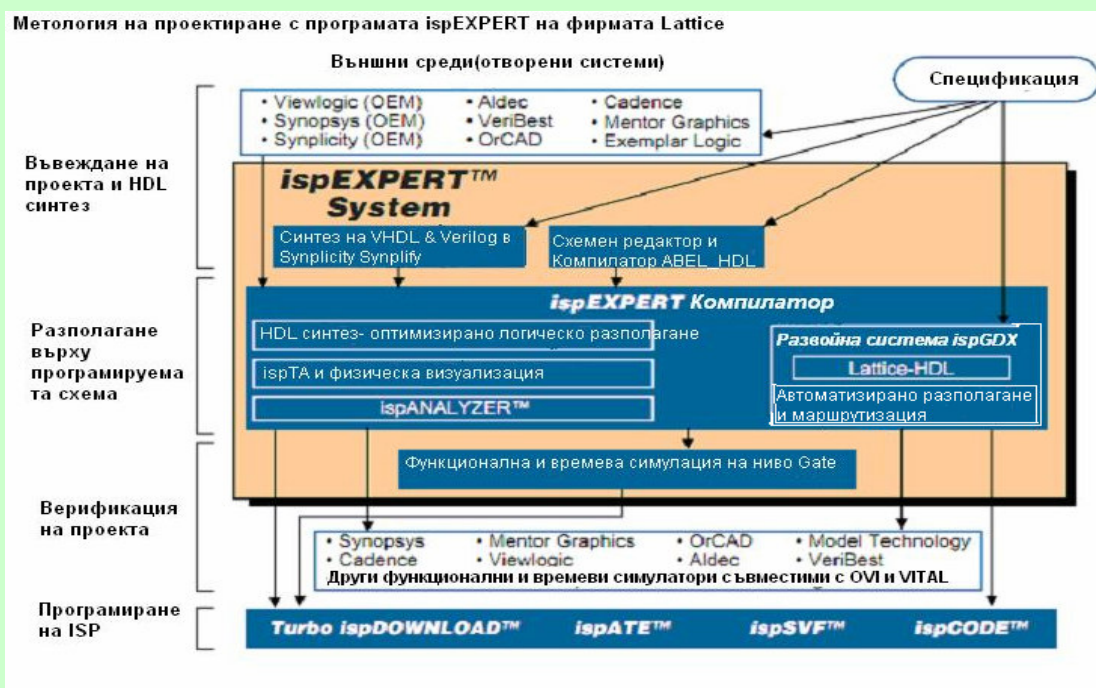 Метология на проектиране с програмата ispEXPERT на фирмата Lattice
Външни среди(отворени системи)
Спецификация
• Viewlogic (OEM) • Aldec • Cadence
• Synopsys (OEM) • VeriBest • Mentor Graphics
• Synplicity (OEM) • OrCAD • Exemplar Logic
Въвеждане на
проекта и HDL
синтез
ispEXPERT™
System
Синтез на VHDL & Verilog в
Synplicity Synplify
Схемен редактор и
Компилатор ABEL_HDL
Разполагане
върху
програмируема
та схема
ispEXPERT Компилатор
HDL синтез- оптимизирано логическо разполагане
ispTA и физическа визуализация
ispANALYZER™
Развойна система ispGDX
Lattice-HDL
Автоматизирано разполагане
и маршрутизация
Функционална и времева симулация на ниво Gate
Верификация
на проекта
• Synopsys • Mentor Graphics • OrCAD • Model Technology
• Cadence • Viewlogic • Aldec • VeriBest
Други функционални и времеви симулатори съвместими с OVI и VITAL
Програмиране
на ISP
Turbo ispDOWNLOAD™ ispATE™ ispSVF™ ispCODE™